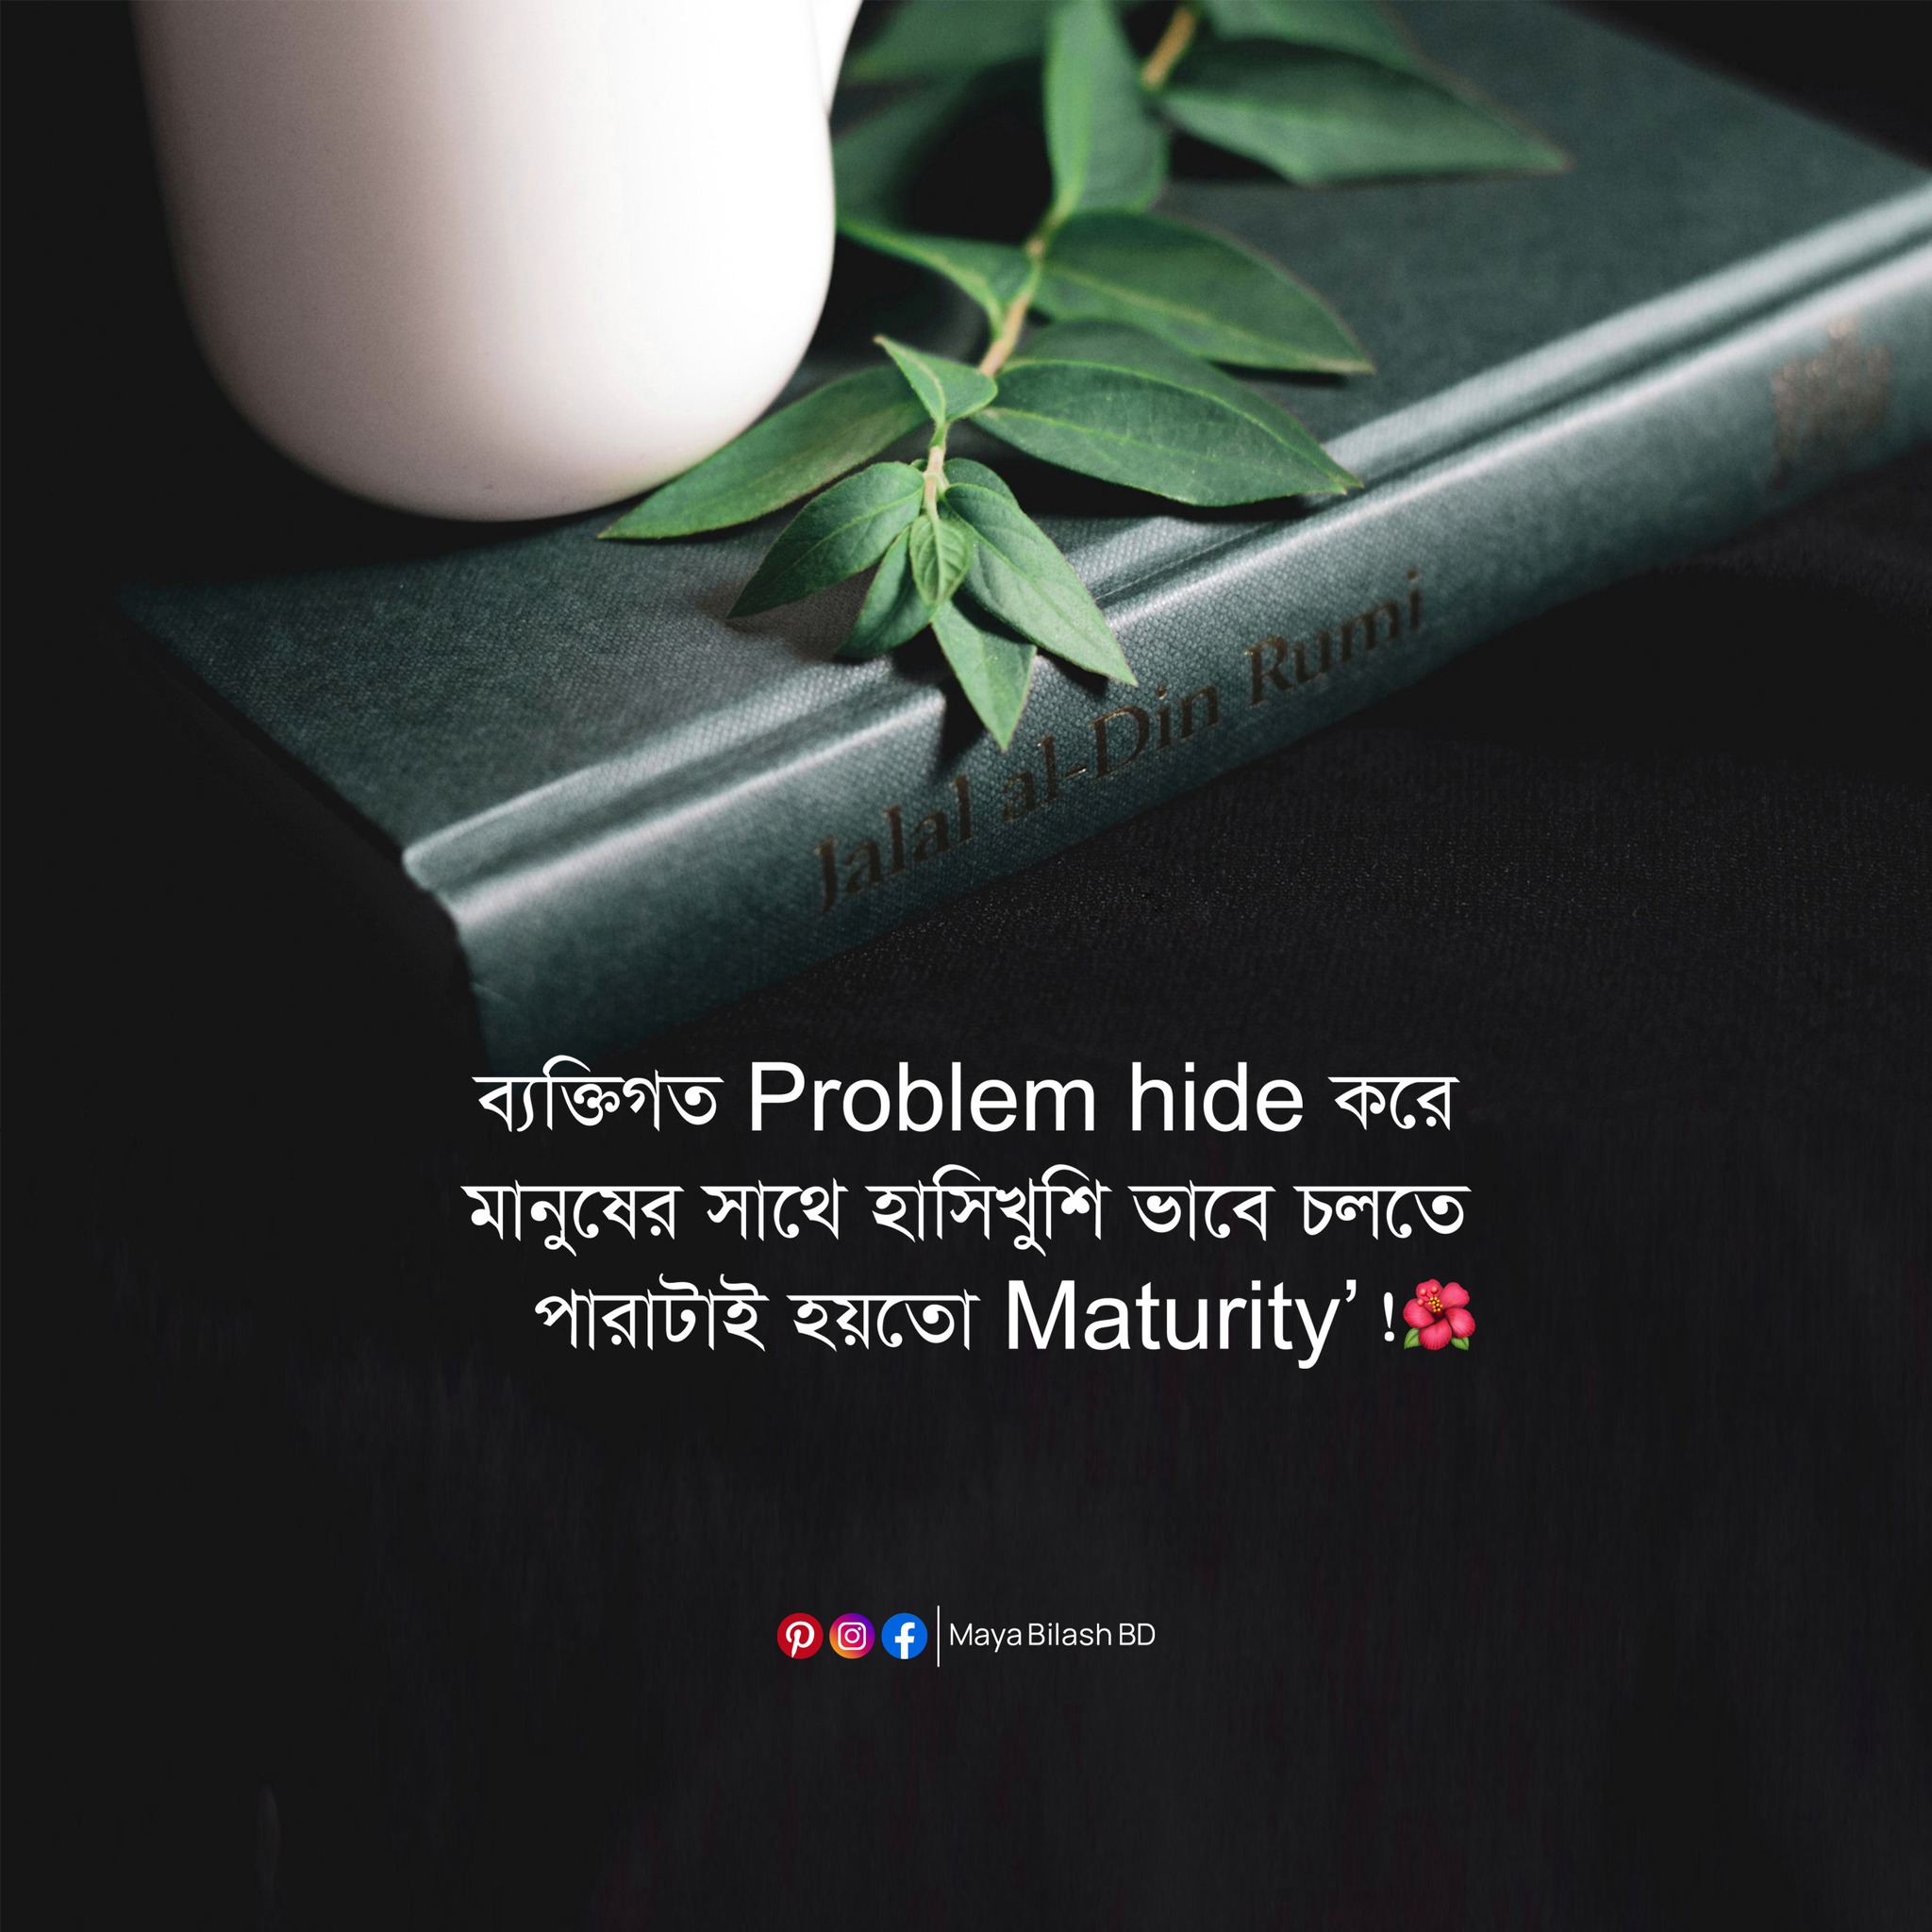 Jalal al-Din Rumi
ব্যক্তিগত Problem hide করে
মানুষের সাথে হাসিখুশি ভাবে চলতে
পারাটাই হয়তো Maturity’ !🌺
Maya Bilash BD